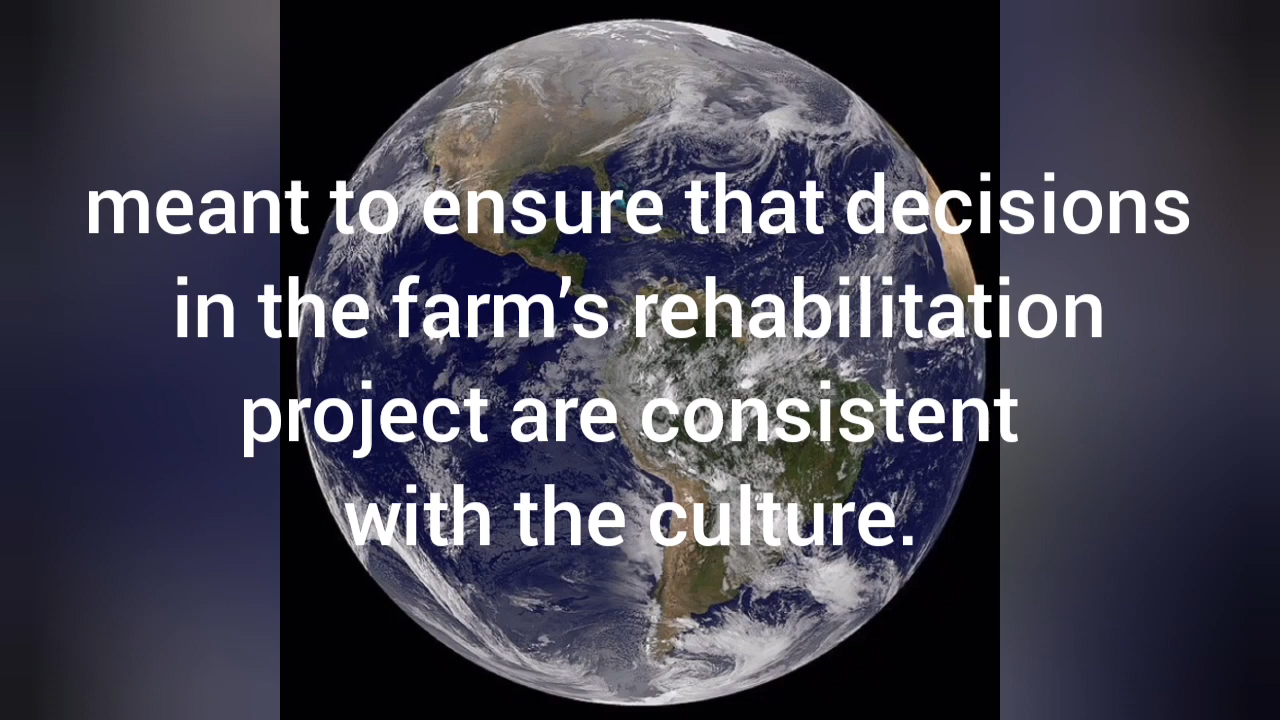 meant to ensure that decisions
in the farm’s rehabilitation
project are consistent
with the culture.